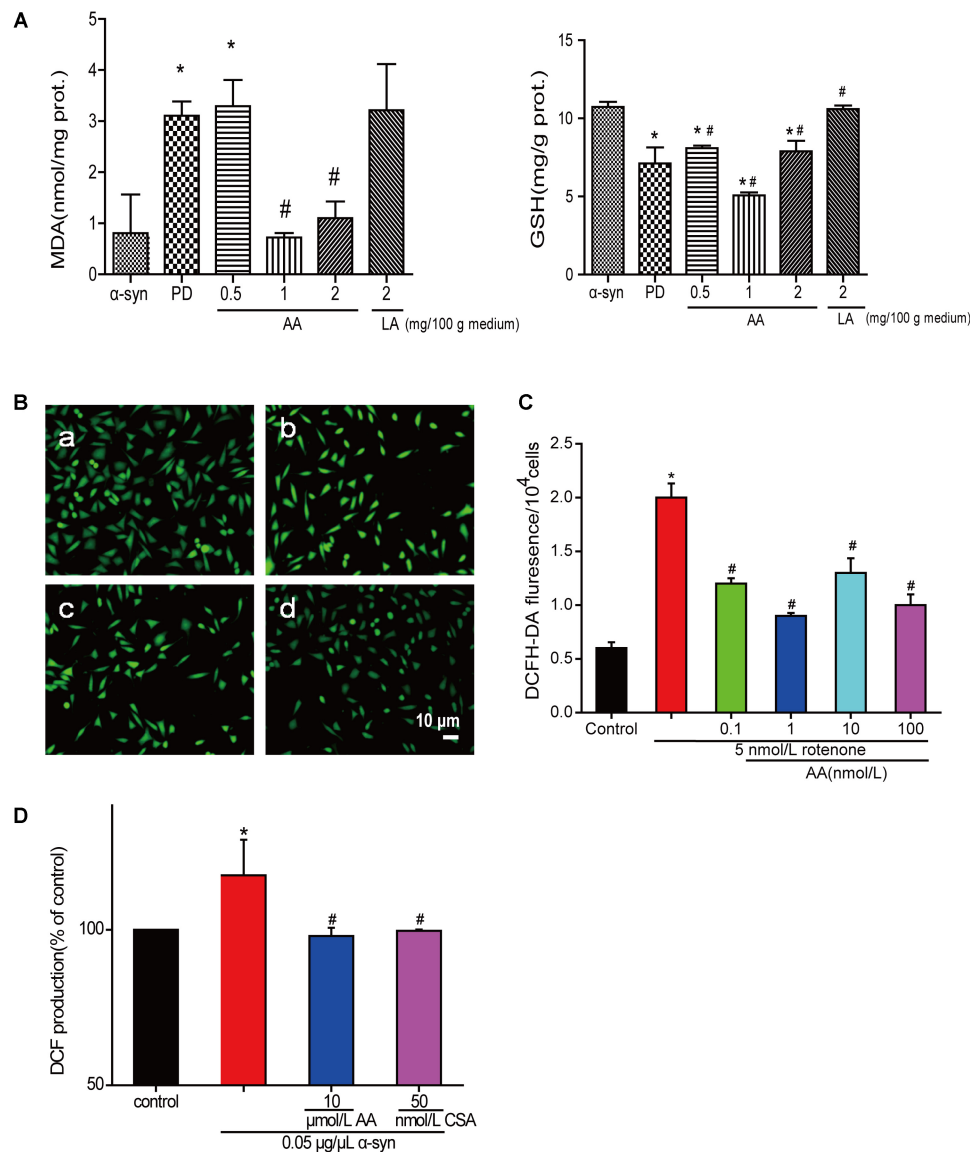 A
MDA(nmol/mg prot.)
5
4
3
2
1
0
* * # #
α-syn PD 0.5 1 2 2
AA LA (mg/100 g medium)
GSH(mg/g prot.)
15
10
5
0
* * # * # * # #
α-syn PD 0.5 1 2 2
AA LA (mg/100 g medium)
B
a b
c d
10 µm
C
DCFH-DA fluresence/10⁴cells
2.5
2.0
1.5
1.0
0.5
0.0
* # # # #
Control 0.1 1 10 100
5 nmol/L rotenone
AA(nmol/L)
D
DCF production(% of control)
100
50
* # #
control 10 50
µmol/L AA nmol/L CSA
0.05 µg/µL α-syn